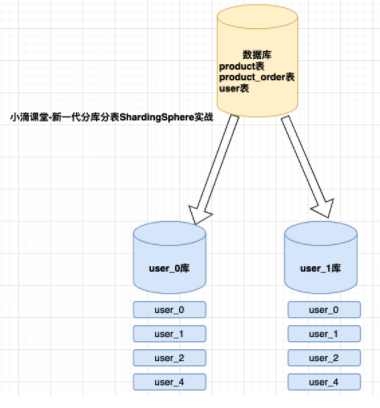 数据库
product表
product_order表
user表
小滴课堂-新一代分库分表ShardingSphere实战
user_0库
user_1库
user_0
user_0
user_1
user_1
user_2
user_2
user_4
user_4